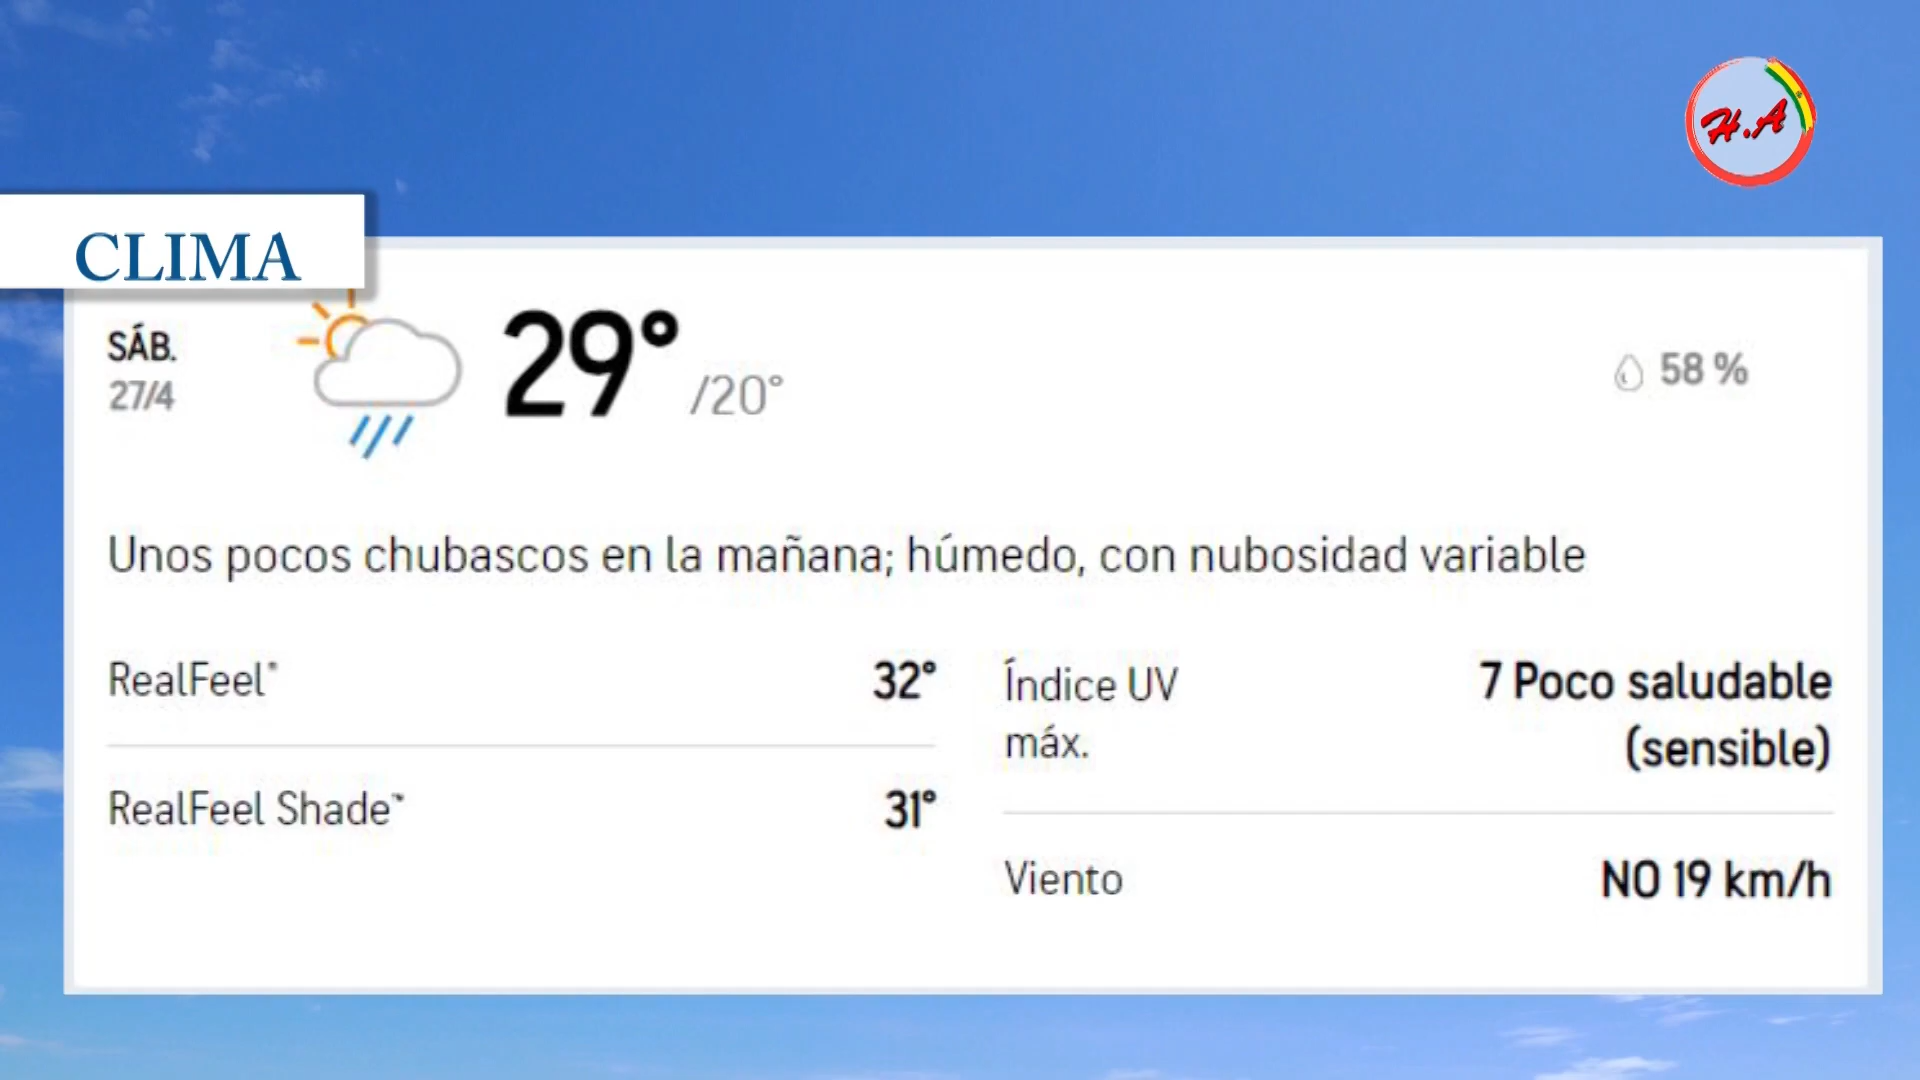 H.A
CLIMA
SÁB.
27/4
29° /20°
58 %
Unos pocos chubascos en la mañana; húmedo, con nubosidad variable
RealFeel® 32°
RealFeel Shade™ 31°
Índice UV máx. 7 Poco saludable (sensible)
Viento NO 19 km/h